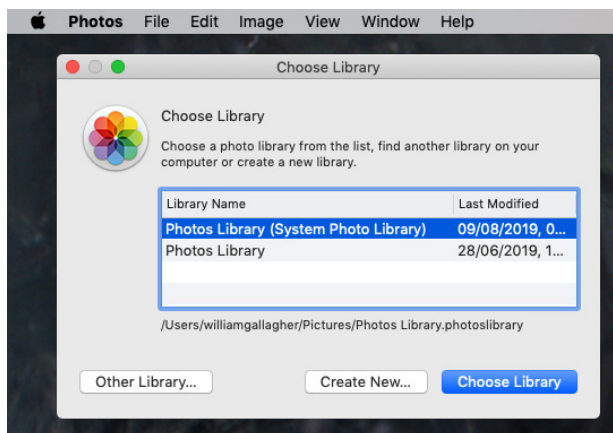 Photos File Edit Image View Window Help
Choose Library
Choose Library
Choose a photo library from the list, find another library on your
computer or create a new library.
Library Name Last Modified
Photos Library (System Photo Library) 09/08/2019, 0...
Photos Library 28/06/2019, 1...
/Users/williamgallagher/Pictures/Photos Library.photoslibrary
Other Library... Create New... Choose Library